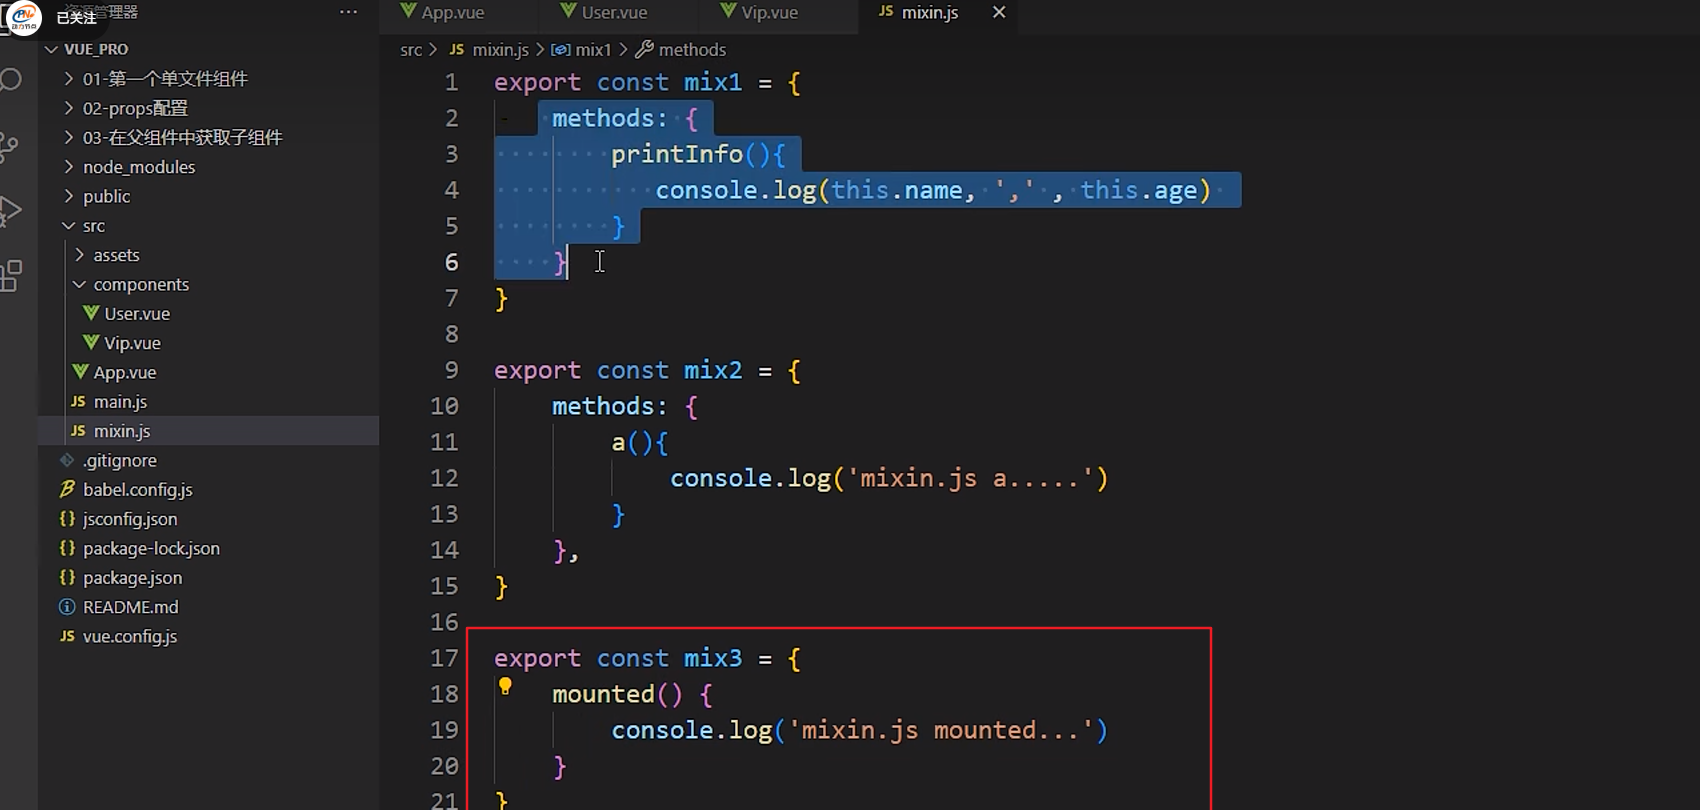 已关注
资源管理器
···
App.vue
User.vue
Vip.vue
JS mixin.js ×
VUE_PRO
src > JS mixin.js > mix1 > methods
01-第一个单文件组件
02-props配置
03-在父组件中获取子组件
node_modules
public
src
assets
components
User.vue
Vip.vue
App.vue
JS main.js
JS mixin.js
.gitignore
babel.config.js
{} jsconfig.json
{} package-lock.json
{} package.json
README.md
JS vue.config.js
1 export const mix1 = {
2 methods: {
3 printInfo(){
4 console.log(this.name, ',' , this.age)
5 }
6 }
7 }
8
9 export const mix2 = {
10 methods: {
11 a(){
12 console.log('mixin.js a.....')
13 }
14 },
15 }
16
17 export const mix3 = {
18 mounted() {
19 console.log('mixin.js mounted...')
20 }
21 }